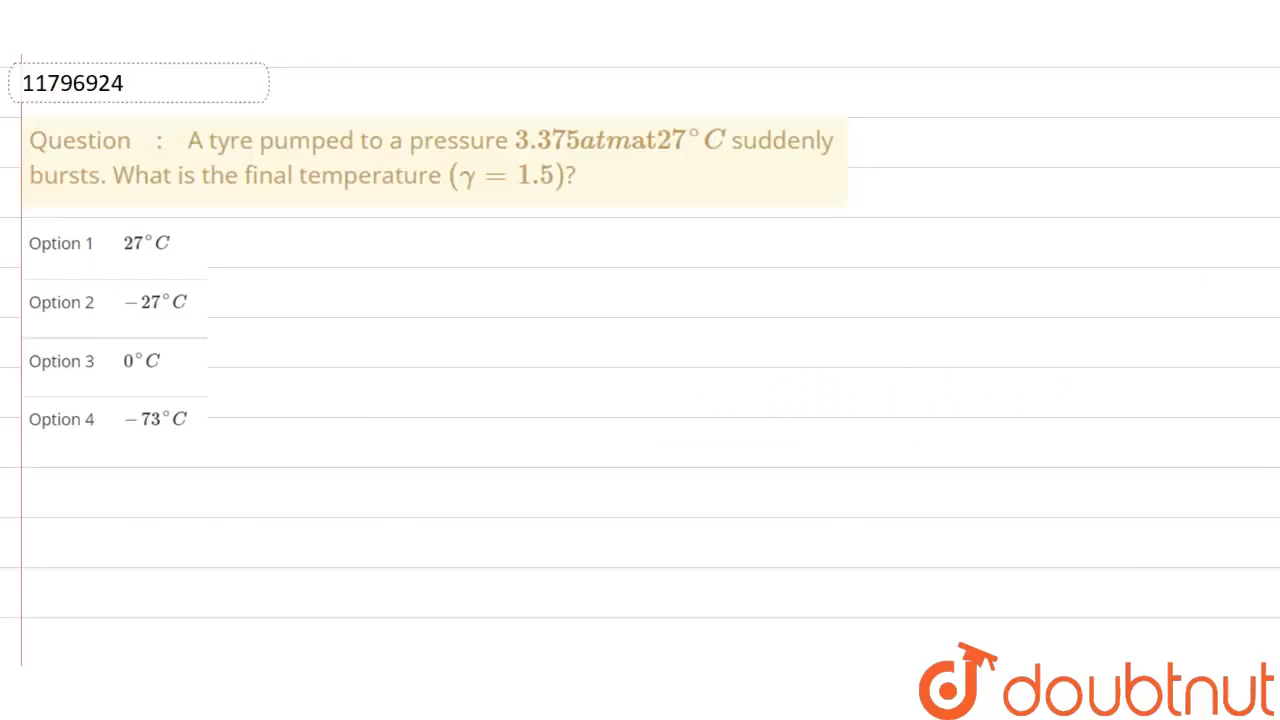 11796924
Question : A tyre pumped to a pressure 3.375atmat27°C suddenly
bursts. What is the final temperature (γ = 1.5)?
Option 1 27°C
Option 2 −27°C
Option 3 0°C
Option 4 −73°C
doubtnut